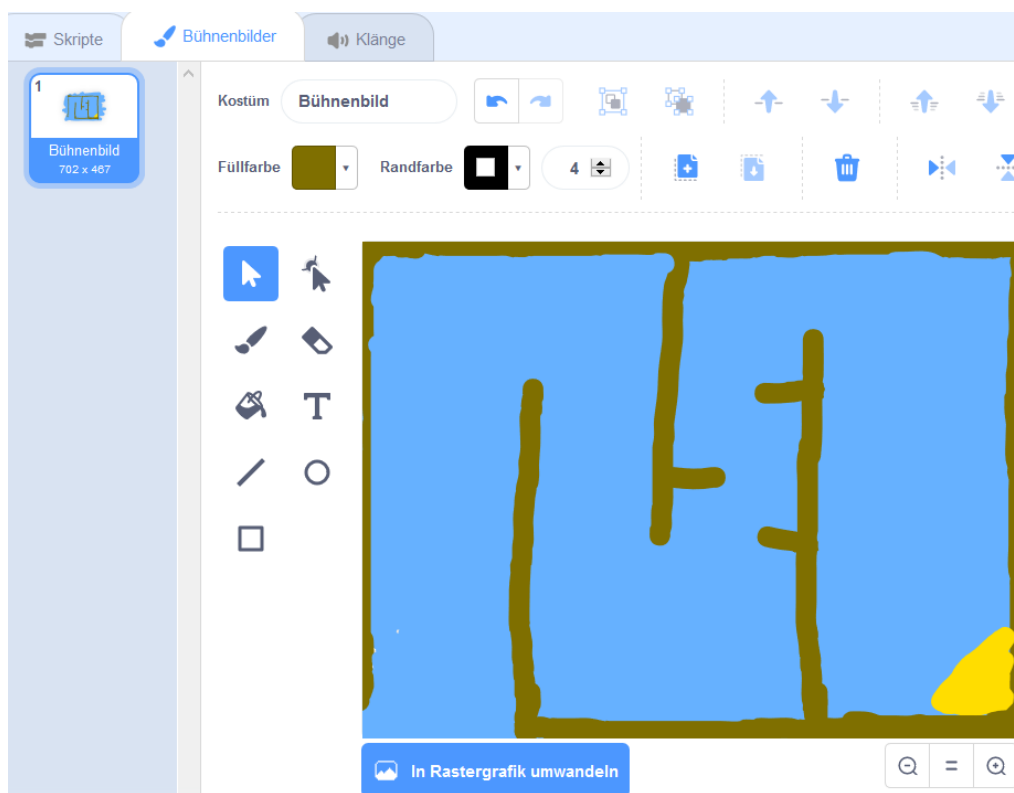 Skripte
Bühnenbilder
Klänge
1
Bühnenbild
702 x 467
Kostüm
Bühnenbild
Füllfarbe
Randfarbe
4
T
In Rastergrafik umwandeln
=